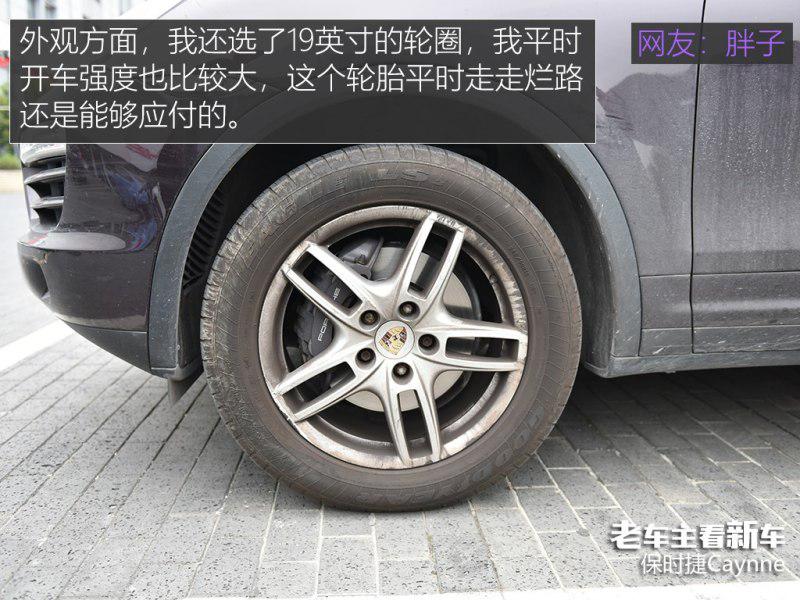 外观方面，我还选了19英寸的轮圈，我平时
开车强度也比较大，这个轮胎平时走走烂路
还是能够应付的。
网友：胖子
PORSCHE
GOODYEAR
老车主看新车
保时捷Caynne